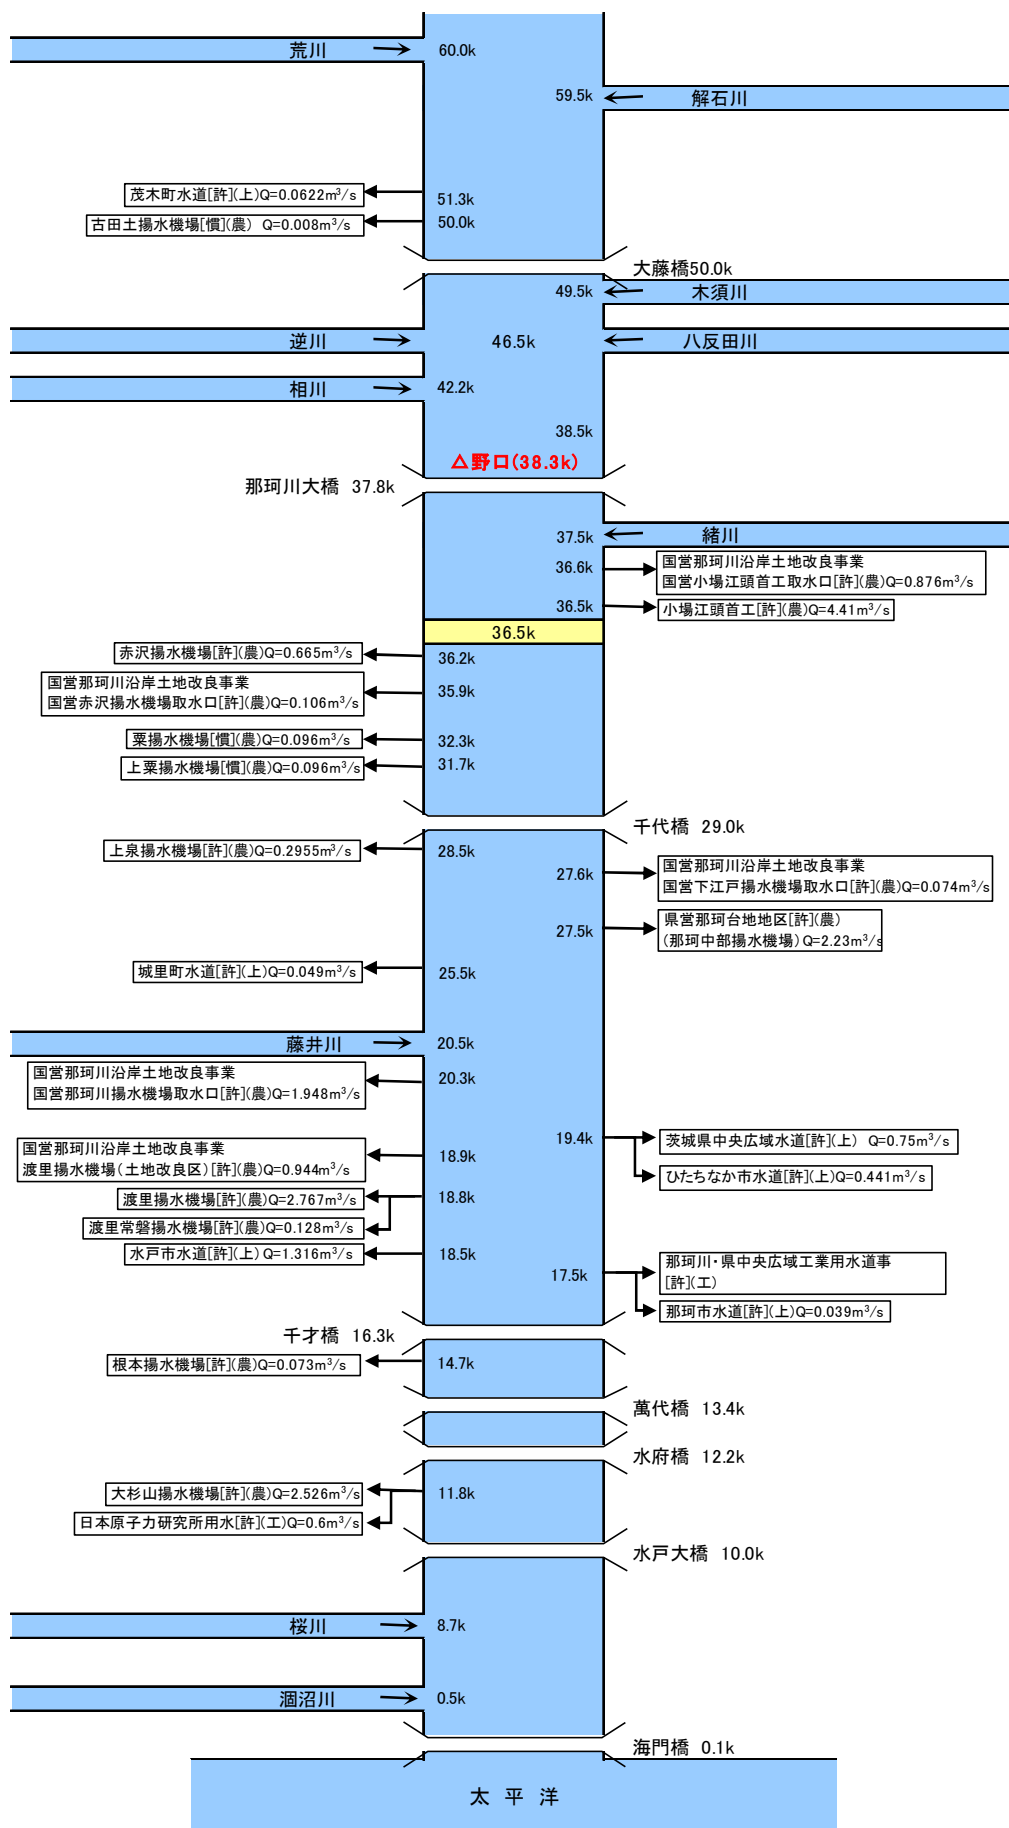 荒川
60.0k
59.5k
解石川
茂木町水道[許](上)Q=0.0622m³/s
51.3k
古田土揚水機場[慣](農) Q=0.008m³/s
50.0k
大藤橋50.0k
49.5k
木須川
逆川
46.5k
八反田川
相川
42.2k
38.5k
△野口(38.3k)
那珂川大橋 37.8k
37.5k
緒川
36.6k
国営那珂川沿岸土地改良事業
国営小場江頭首工取水口[許](農)Q=0.876m³/s
36.5k
小場江頭首工[許](農)Q=4.41m³/s
36.5k
赤沢揚水機場[許](農)Q=0.665m³/s
36.2k
国営那珂川沿岸土地改良事業
国営赤沢揚水機場取水口[許](農)Q=0.106m³/s
35.9k
粟揚水機場[慣](農)Q=0.096m³/s
32.3k
上粟揚水機場[慣](農)Q=0.096m³/s
31.7k
千代橋 29.0k
上泉揚水機場[許](農)Q=0.2955m³/s
28.5k
27.6k
国営那珂川沿岸土地改良事業
国営下江戸揚水機場取水口[許](農)Q=0.074m³/s
27.5k
県営那珂台地地区[許](農)
(那珂中部揚水機場)Q=2.23m³/s
城里町水道[許](上)Q=0.049m³/s
25.5k
藤井川
20.5k
国営那珂川沿岸土地改良事業
国営那珂川揚水機場取水口[許](農)Q=1.948m³/s
20.3k
19.4k
茨城県中央広域水道[許](上) Q=0.75m³/s
ひたちなか市水道[許](上)Q=0.441m³/s
国営那珂川沿岸土地改良事業
渡里揚水機場(土地改良区)[許](農)Q=0.944m³/s
18.9k
渡里揚水機場[許](農)Q=2.767m³/s
18.8k
渡里常磐揚水機場[許](農)Q=0.128m³/s
水戸市水道[許](上)Q=1.316m³/s
18.5k
17.5k
那珂川・県中央広域工業用水道事
[許](工)
那珂市水道[許](上)Q=0.039m³/s
千才橋 16.3k
根本揚水機場[許](農)Q=0.073m³/s
14.7k
萬代橋 13.4k
水府橋 12.2k
大杉山揚水機場[許](農)Q=2.526m³/s
11.8k
日本原子力研究所用水[許](工)Q=0.6m³/s
水戸大橋 10.0k
桜川
8.7k
涸沼川
0.5k
海門橋 0.1k
太 平 洋